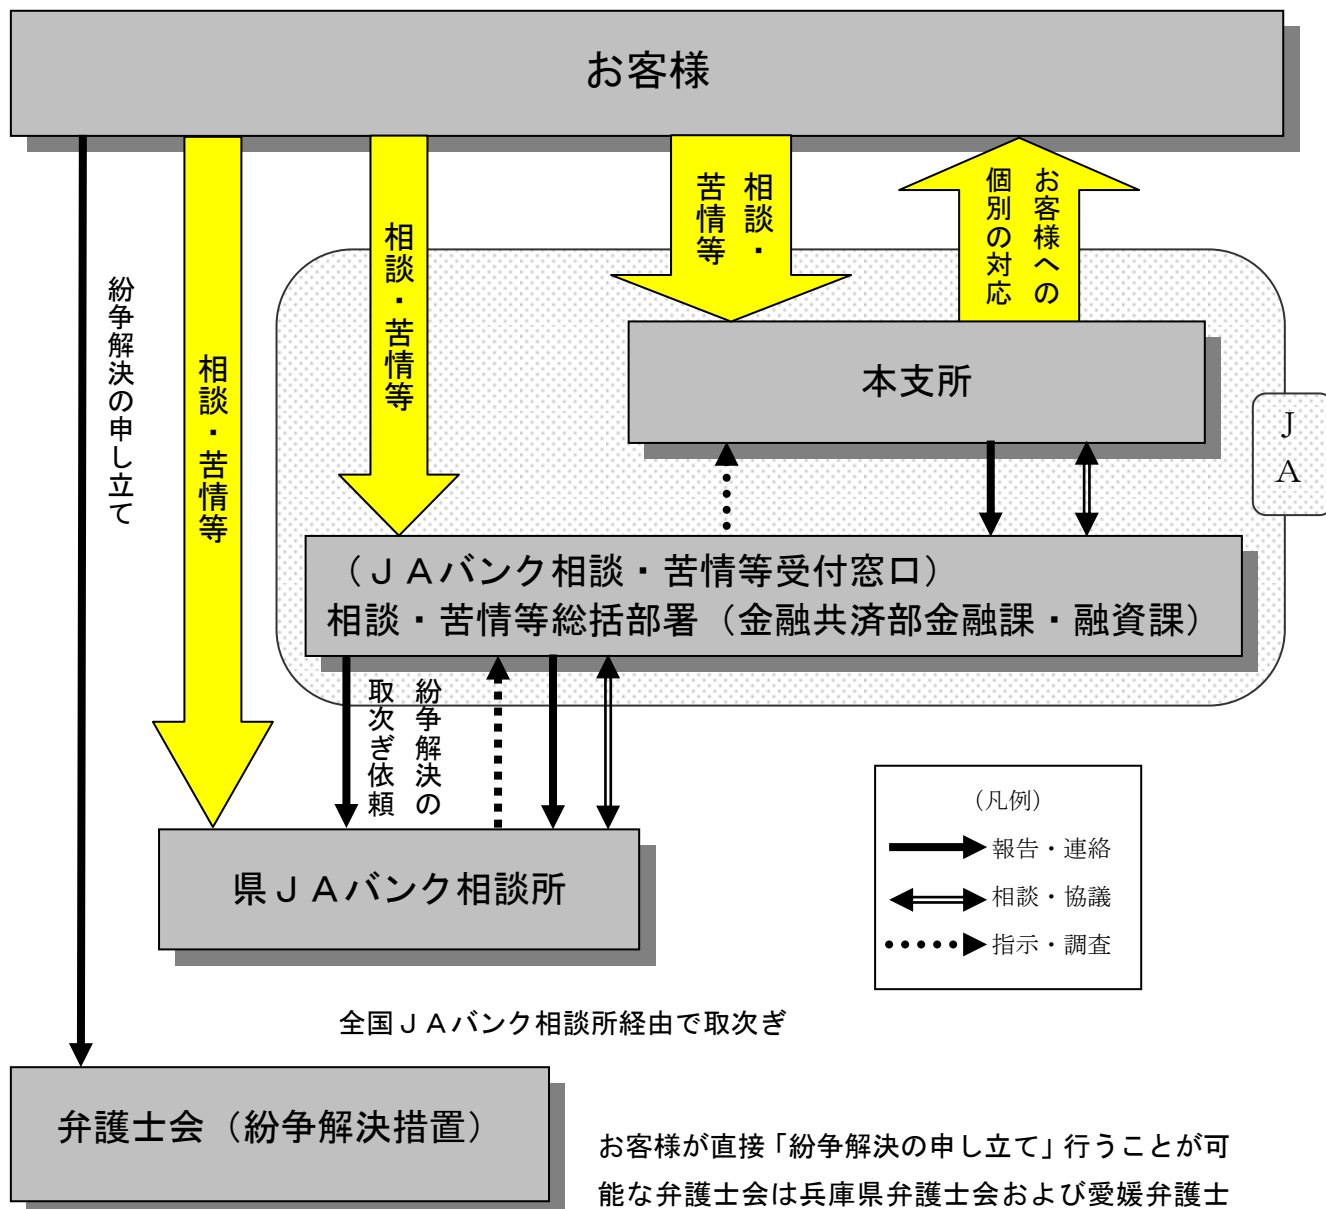 お客様
紛争解決の申し立て
相談・苦情等
相談・苦情等
相談・
苦情等
お客様への
個別の対応
本支所
ＪＡ
（ＪＡバンク相談・苦情等受付窓口）
相談・苦情等総括部署（金融共済部金融課・融資課）
紛争解決の
取次ぎ依頼
県ＪＡバンク相談所
（凡例）
報告・連絡
相談・協議
指示・調査
全国ＪＡバンク相談所経由で取次ぎ
弁護士会（紛争解決措置）
お客様が直接「紛争解決の申し立て」行うことが可
能な弁護士会は兵庫県弁護士会および愛媛弁護士